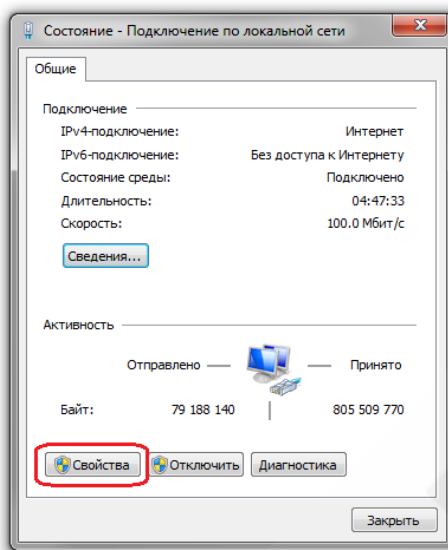 Состояние - Подключение по локальной сети
Общие
Подключение
IPv4-подключение: Интернет
IPv6-подключение: Без доступа к Интернету
Состояние среды: Подключено
Длительность: 04:47:33
Скорость: 100.0 Мбит/с
Сведения...
Активность
Отправлено — — Принято
Байт: 79 188 140 | 805 509 770
Свойства Отключить Диагностика
Закрыть